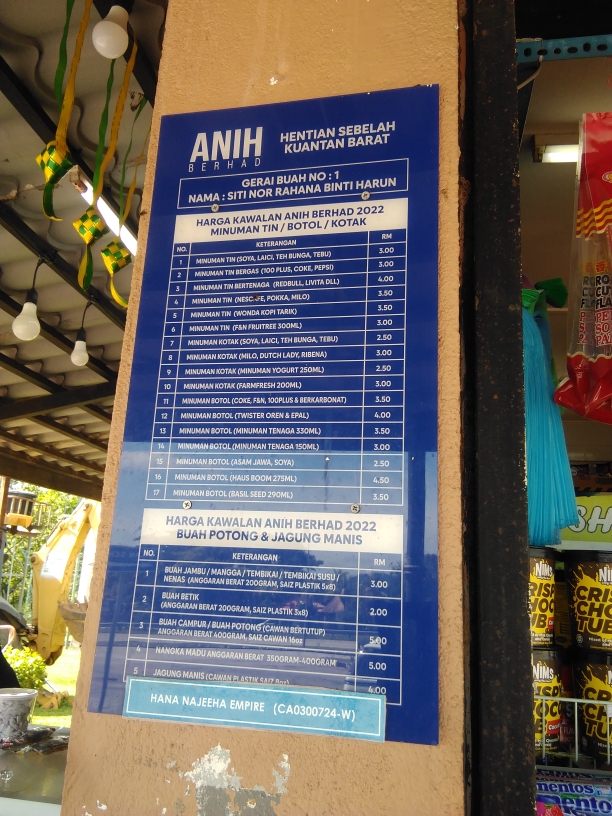 ANIH
BERHAD
HENTIAN SEBELAH
KUANTAN BARAT
GERAI BUAH NO : 1
NAMA : SITI NOR RAHANA BINTI HARUN
HARGA KAWALAN ANIH BERHAD 2022
MINUMAN TIN / BOTOL / KOTAK
NO. KETERANGAN RM
1 MINUMAN TIN (SOYA, LAICI, TEH BUNGA, TEBU) 3.00
2 MINUMAN TIN BERGAS (100 PLUS, COKE, PEPSI) 3.00
3 MINUMAN TIN BERTENAGA (REDBULL, LIVITA DLL) 4.00
4 MINUMAN TIN (NESCAFE, POKKA, MILO) 3.50
5 MINUMAN TIN (WONDA KOPI TARIK) 3.50
6 MINUMAN TIN (F&N FRUITREE 300ML) 3.00
7 MINUMAN KOTAK (SOYA, LAICI, TEH BUNGA, TEBU) 2.50
8 MINUMAN KOTAK (MILO, DUTCH LADY, RIBENA) 3.00
9 MINUMAN KOTAK (MINUMAN YOGURT 250ML) 2.50
10 MINUMAN KOTAK (FARMFRESH 200ML) 3.00
11 MINUMAN BOTOL (COKE, F&N, 100PLUS & BERKARBONAT) 3.50
12 MINUMAN BOTOL (TWISTER OREN & EPAL) 4.00
13 MINUMAN BOTOL (MINUMAN TENAGA 330ML) 3.50
14 MINUMAN BOTOL (MINUMAN TENAGA 150ML) 3.00
15 MINUMAN BOTOL (ASAM JAWA, SOYA) 2.50
16 MINUMAN BOTOL (HAUS BOOM 275ML) 4.50
17 MINUMAN BOTOL (BASIL SEED 290ML) 3.50
HARGA KAWALAN ANIH BERHAD 2022
BUAH POTONG & JAGUNG MANIS
NO. KETERANGAN RM
1 BUAH JAMBU / MANGGA / TEMBIKAI / TEMBIKAI SUSU /
NENAS (ANGGARAN BERAT 200GRAM, SAIZ PLASTIK 5x8) 3.00
2 BUAH BETIK
(ANGGARAN BERAT 200GRAM, SAIZ PLASTIK 3x8) 2.00
3 BUAH CAMPUR / BUAH POTONG (CAWAN BERTUTUP)
ANGGARAN BERAT 400GRAM, SAIZ CAWAN 16oz 5.00
4 NANGKA MADU ANGGARAN BERAT 350GRAM-400GRAM 5.00
5 JAGUNG MANIS (CAWAN PLASTIK SAIZ 8oz) 4.00
HANA NAJEEHA EMPIRE (CA0300724-W)
NIMS
CRISP
CHOC
TUB
mentos